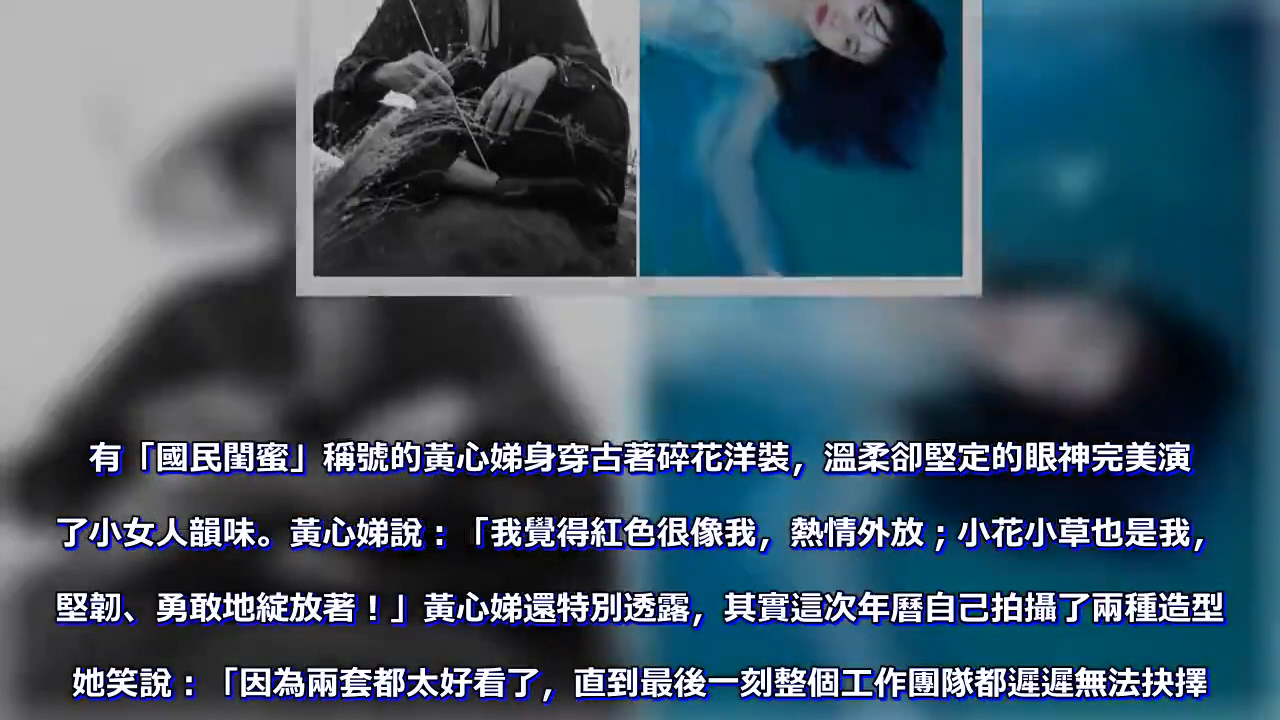 有「國民閨蜜」稱號的黃心娣身穿古著碎花洋裝，溫柔卻堅定的眼神完美演
了小女人韻味。黃心娣說：「我覺得紅色很像我，熱情外放；小花小草也是我，
堅韌、勇敢地綻放著！」黃心娣還特別透露，其實這次年曆自己拍攝了兩種造型
她笑說：「因為兩套都太好看了，直到最後一刻整個工作團隊都遲遲無法抉擇